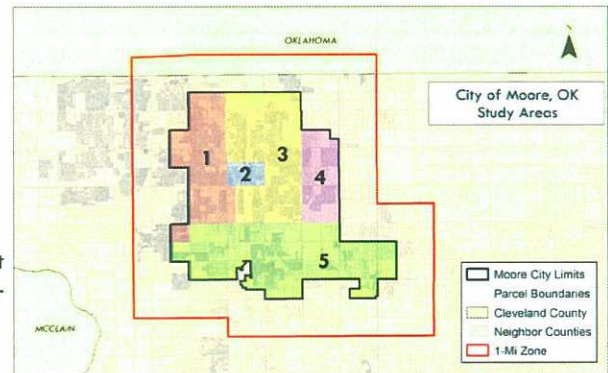 OKLAHOMA
City of Moore, OK
Study Areas
1
3
2
4
5
Moore City Limits
Parcel Boundaries
Cleveland County
Neighbor Counties
1-Mi Zone
MCCLAIN